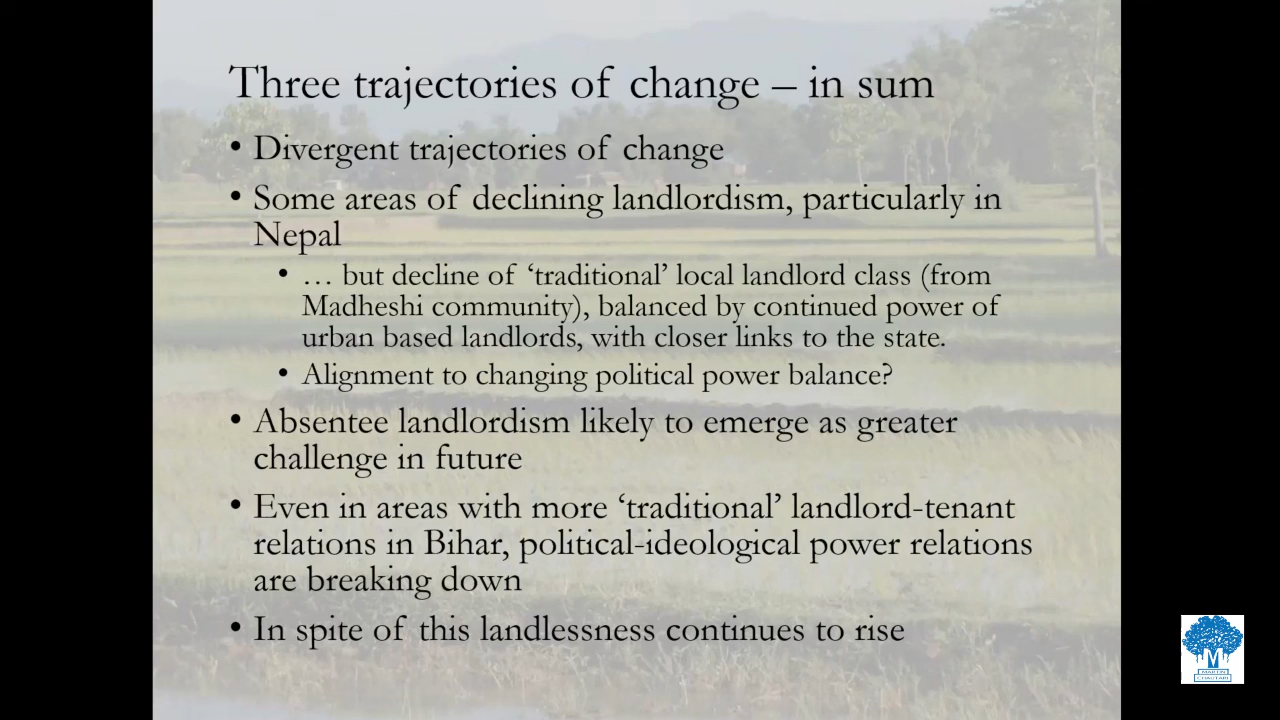 Three trajectories of change – in sum
• Divergent trajectories of change
• Some areas of declining landlordism, particularly in
Nepal
• … but decline of ‘traditional’ local landlord class (from
Madheshi community), balanced by continued power of
urban based landlords, with closer links to the state.
• Alignment to changing political power balance?
• Absentee landlordism likely to emerge as greater
challenge in future
• Even in areas with more ‘traditional’ landlord-tenant
relations in Bihar, political-ideological power relations
are breaking down
• In spite of this landlessness continues to rise
M
MARTIN
CHAUTARI